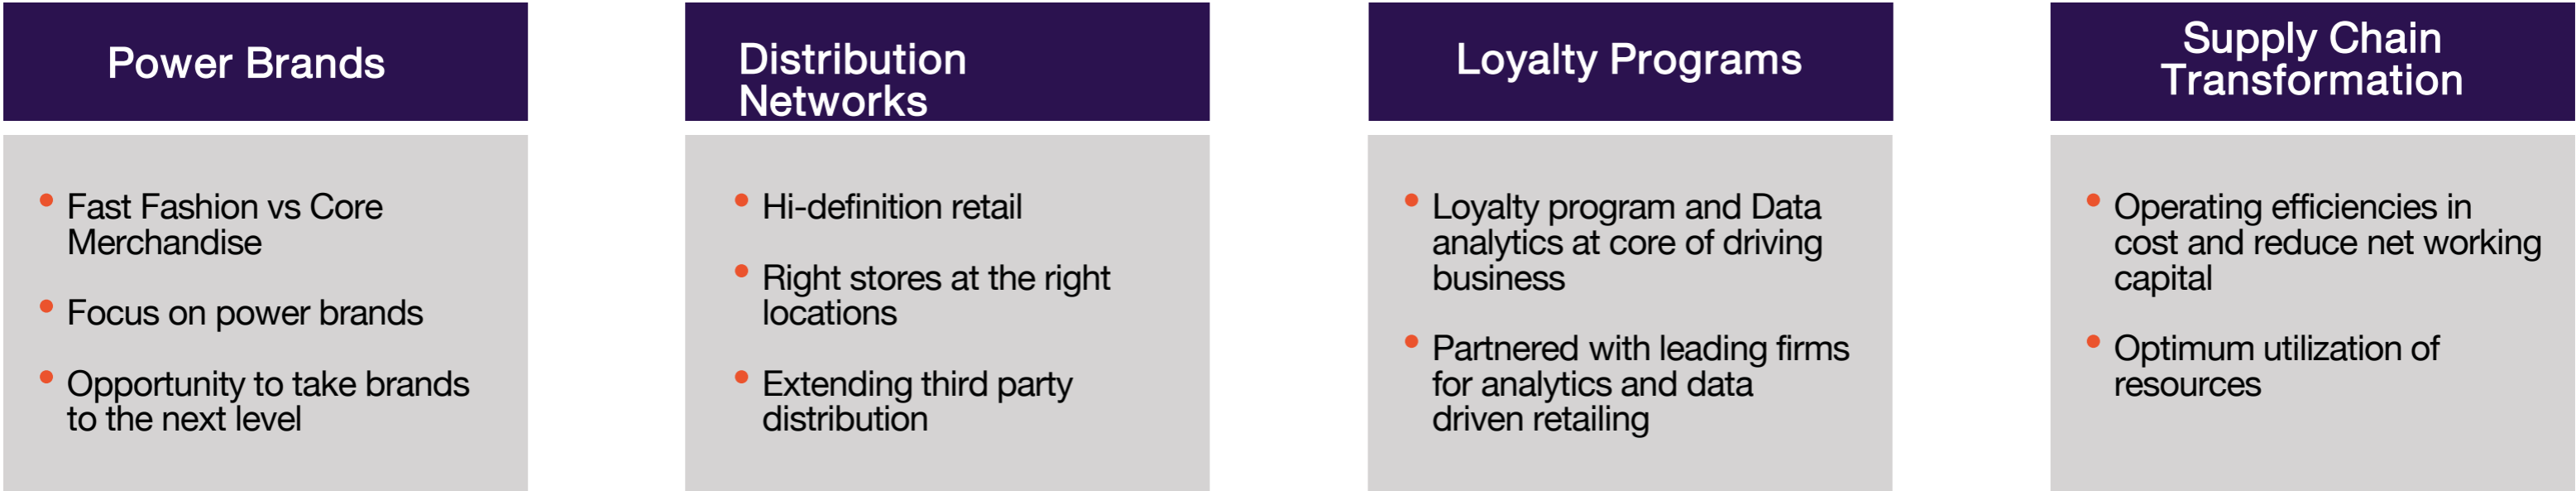 Power Brands
• Fast Fashion vs Core
Merchandise
• Focus on power brands
• Opportunity to take brands
to the next level
Distribution
Networks
• Hi-definition retail
• Right stores at the right
locations
• Extending third party
distribution
Loyalty Programs
• Loyalty program and Data
analytics at core of driving
business
• Partnered with leading firms
for analytics and data
driven retailing
Supply Chain
Transformation
• Operating efficiencies in
cost and reduce net working
capital
• Optimum utilization of
resources